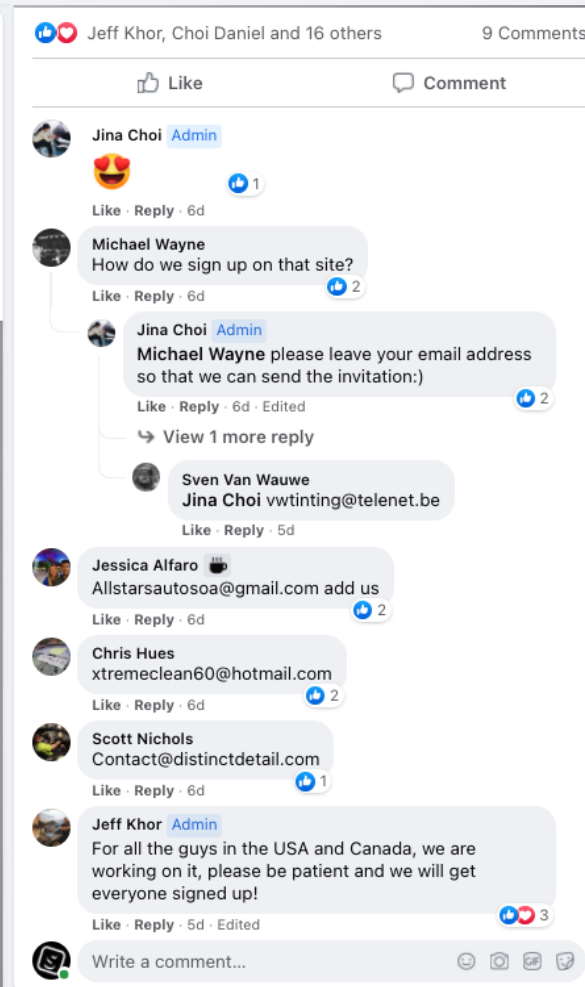 Jeff Khor, Choi Daniel and 16 others 9 Comments
Like Comment
Jina Choi Admin
1
Like · Reply · 6d
Michael Wayne
How do we sign up on that site?
2
Like · Reply · 6d
Jina Choi Admin
Michael Wayne please leave your email address
so that we can send the invitation:)
2
Like · Reply · 6d · Edited
View 1 more reply
Sven Van Wauwe
Jina Choi vwtinting@telenet.be
Like · Reply · 5d
Jessica Alfaro
Allstarsautosoa@gmail.com add us
2
Like · Reply · 6d
Chris Hues
xtremeclean60@hotmail.com
2
Like · Reply · 6d
Scott Nichols
Contact@distinctdetail.com
1
Like · Reply · 6d
Jeff Khor Admin
For all the guys in the USA and Canada, we are
working on it, please be patient and we will get
everyone signed up!
3
Like · Reply · 5d · Edited
Write a comment... GIF